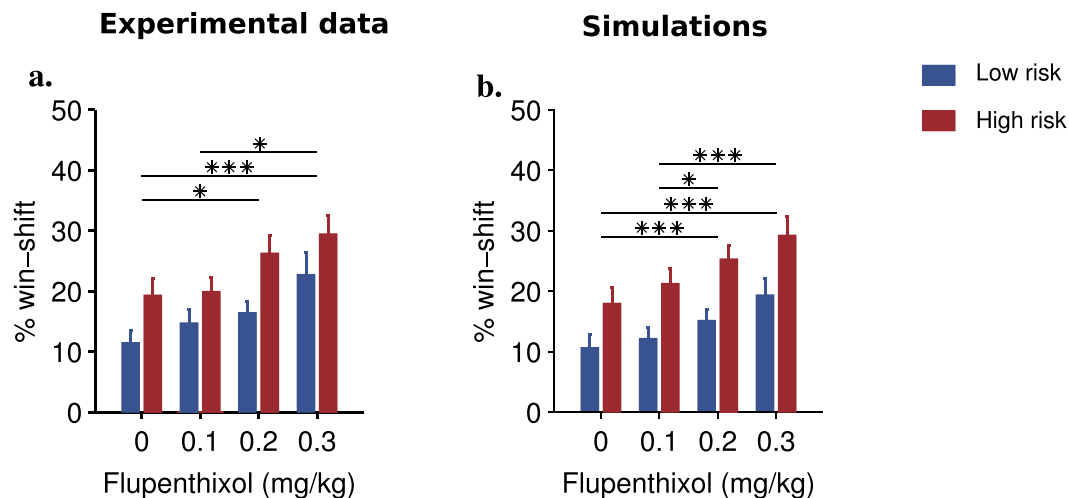 Experimental data
Simulations
a.
b.
Low risk
High risk
% win−shift
50
40
30
20
10
0
*
***
*
0 0.1 0.2 0.3
Flupenthixol (mg/kg)
% win−shift
50
40
30
20
10
0
***
*
***
***
0 0.1 0.2 0.3
Flupenthixol (mg/kg)